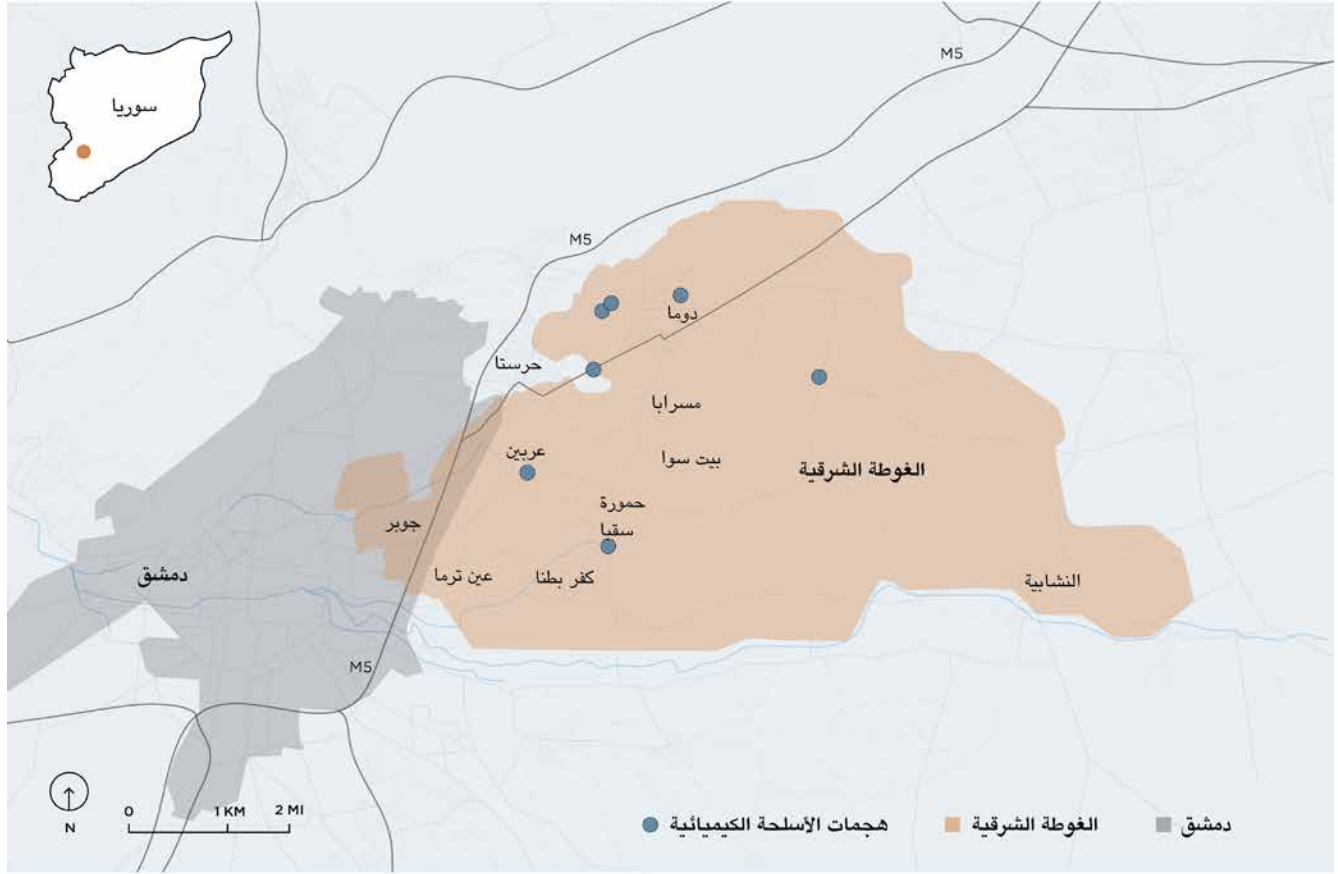 سوريا
M5
M5
دوما
حرستا
مسرابا
عربين
بيت سوا
الغوطة الشرقية
حمورة
جوبر
سقبا
دمشق
عين ترما
كفر بطنا
النشابية
M5
N
0 1 KM 2 MI
هجمات الأسلحة الكيميائية
الغوطة الشرقية
دمشق